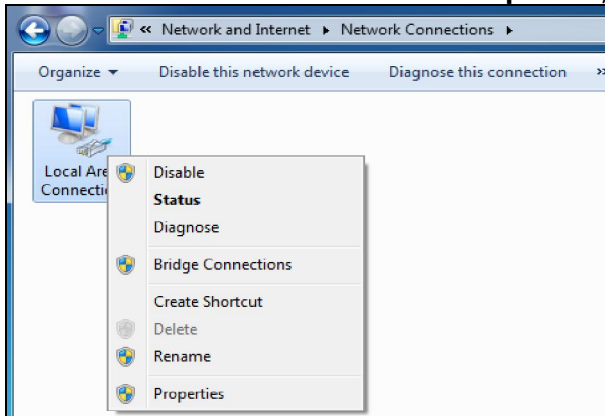 « Network and Internet ▸ Network Connections ▸
Organize ▾ Disable this network device Diagnose this connection »
Local Are
Connecti
Disable
Status
Diagnose
Bridge Connections
Create Shortcut
Delete
Rename
Properties